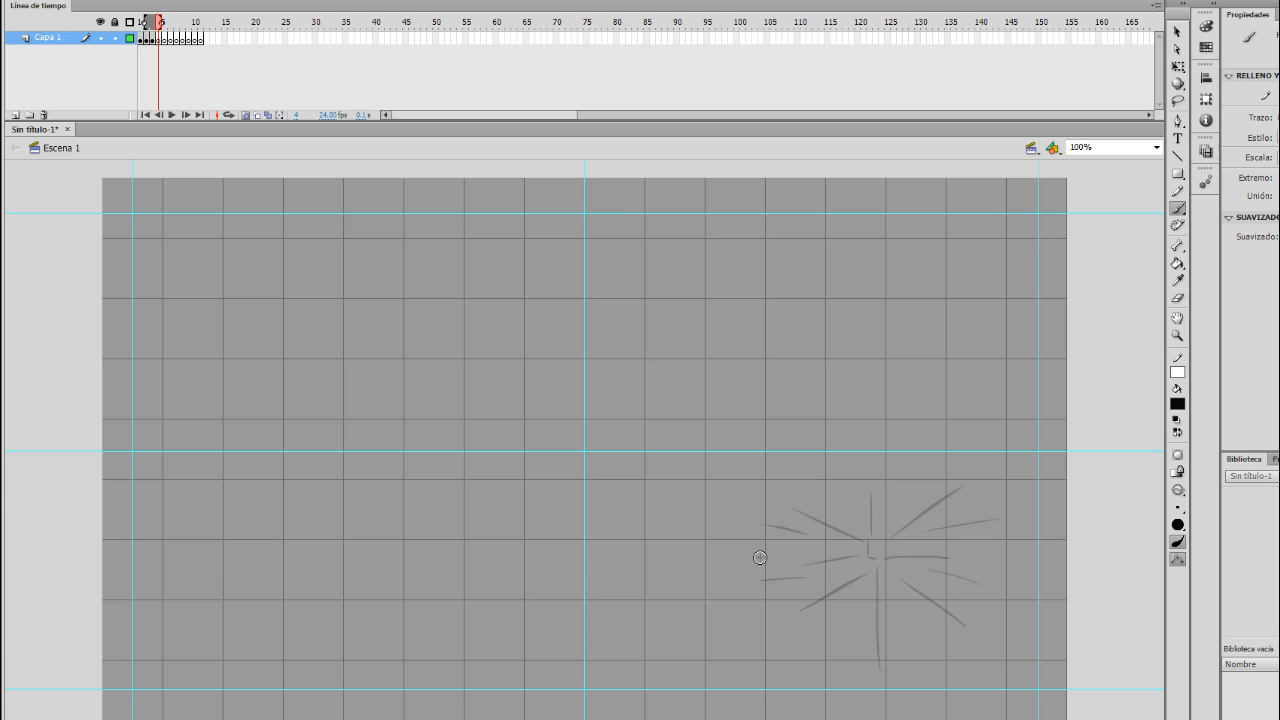 Línea de tiempo
5 10 15 20 25 30 35 40 45 50 55 60 65 70 75 80 85 90 95 100 105 110 115 120 125 130 135 140 145 150 155 160 165
Capa 1
4 24.00 fps 0.1 s
Sin título-1*
Escena 1
100%
Propiedades
RELLENO Y
Trazo:
Estilo:
Escala:
Extremo:
Unión:
SUAVIZADO
Suavizado:
Biblioteca
Sin título-1
Biblioteca vacía
Nombre